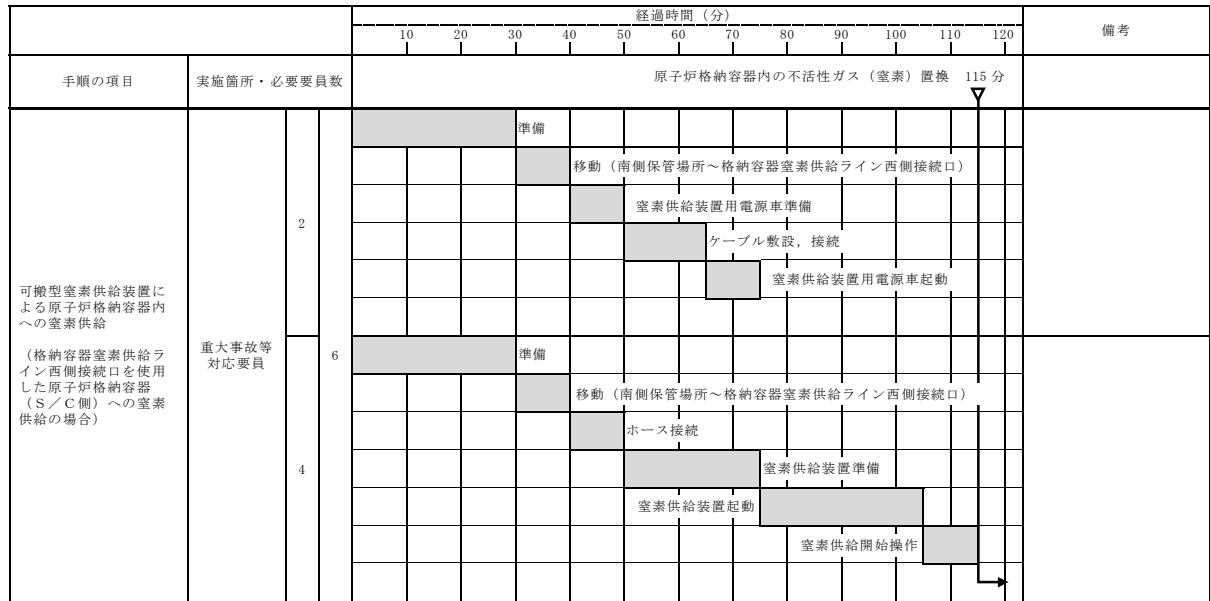 経過時間（分）
備考
10 20 30 40 50 60 70 80 90 100 110 120
手順の項目
実施箇所・必要要員数
原子炉格納容器内の不活性ガス（窒素）置換 115 分
可搬型窒素供給装置に
よる原子炉格納容器内
への窒素供給
（格納容器窒素供給ラ
イン西側接続口を使用
した原子炉格納容器
（Ｓ／Ｃ側）への窒素
供給の場合）
重大事故等
対応要員
6
2
準備
移動（南側保管場所～格納容器窒素供給ライン西側接続口）
窒素供給装置用電源車準備
ケーブル敷設，接続
窒素供給装置用電源車起動
4
準備
移動（南側保管場所～格納容器窒素供給ライン西側接続口）
ホース接続
窒素供給装置準備
窒素供給装置起動
窒素供給開始操作